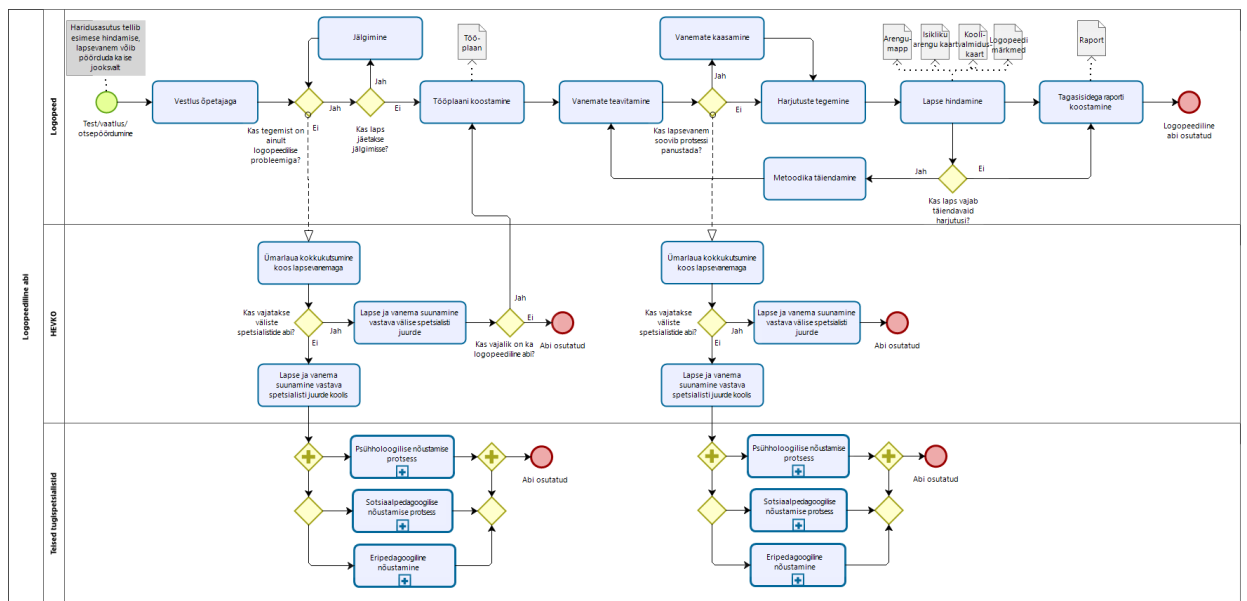 Logopeediline abi
Logopeed
Haridusasutus tellib
esimese hindamise,
lapsevanem võib
pöörduda ka ise
jooksvalt
Test/vaatlus/
otsepöördumine
Vestlus õpetajaga
Kas tegemist on
ainult
logopeedilise
probleemiga?
Jah
Ei
Jälgimine
Jah
Ei
Kas laps
jäetakse
jälgimisse?
Töö-
plaan
Tööplaani koostamine
Vanemate teavitamine
Vanemate kaasamine
Jah
Ei
Kas lapsevanem
soovib protsessi
panustada?
Harjutuste tegemine
Arengu-
mapp
Isikliku
arengu kaart
Kooli-
valmidus-
kaart
Logopeedi
märkmed
Lapse hindamine
Raport
Tagasisidega raporti
koostamine
Logopeediline
abi osutatud
Metoodika täiendamine
Jah
Ei
Kas laps vajab
täiendavaid
harjutusi?
HEVKO
Ümarlaua kokkukutsumine
koos lapsevanemaga
Kas vajatakse
väliste
spetsialistide abi?
Jah
Ei
Lapse ja vanema suunamine
vastava välise spetsialisti
juurde
Jah
Ei
Kas vajalik on ka
logopeediline abi?
Abi osutatud
Lapse ja vanema
suunamine vastava
spetsialisti juurde koolis
Ümarlaua kokkukutsumine
koos lapsevanemaga
Kas vajatakse
väliste
spetsialistide abi?
Jah
Ei
Lapse ja vanema suunamine
vastava välise spetsialisti
juurde
Abi osutatud
Lapse ja vanema
suunamine vastava
spetsialisti juurde koolis
Teised tugispetsialistid
Psühholoogilise nõustamise
protsess
Sotsiaalpedagoogilise
nõustamise protsess
Eripedagoogiline
nõustamine
Abi osutatud
Psühholoogilise nõustamise
protsess
Sotsiaalpedagoogilise
nõustamise protsess
Eripedagoogiline
nõustamine
Abi osutatud